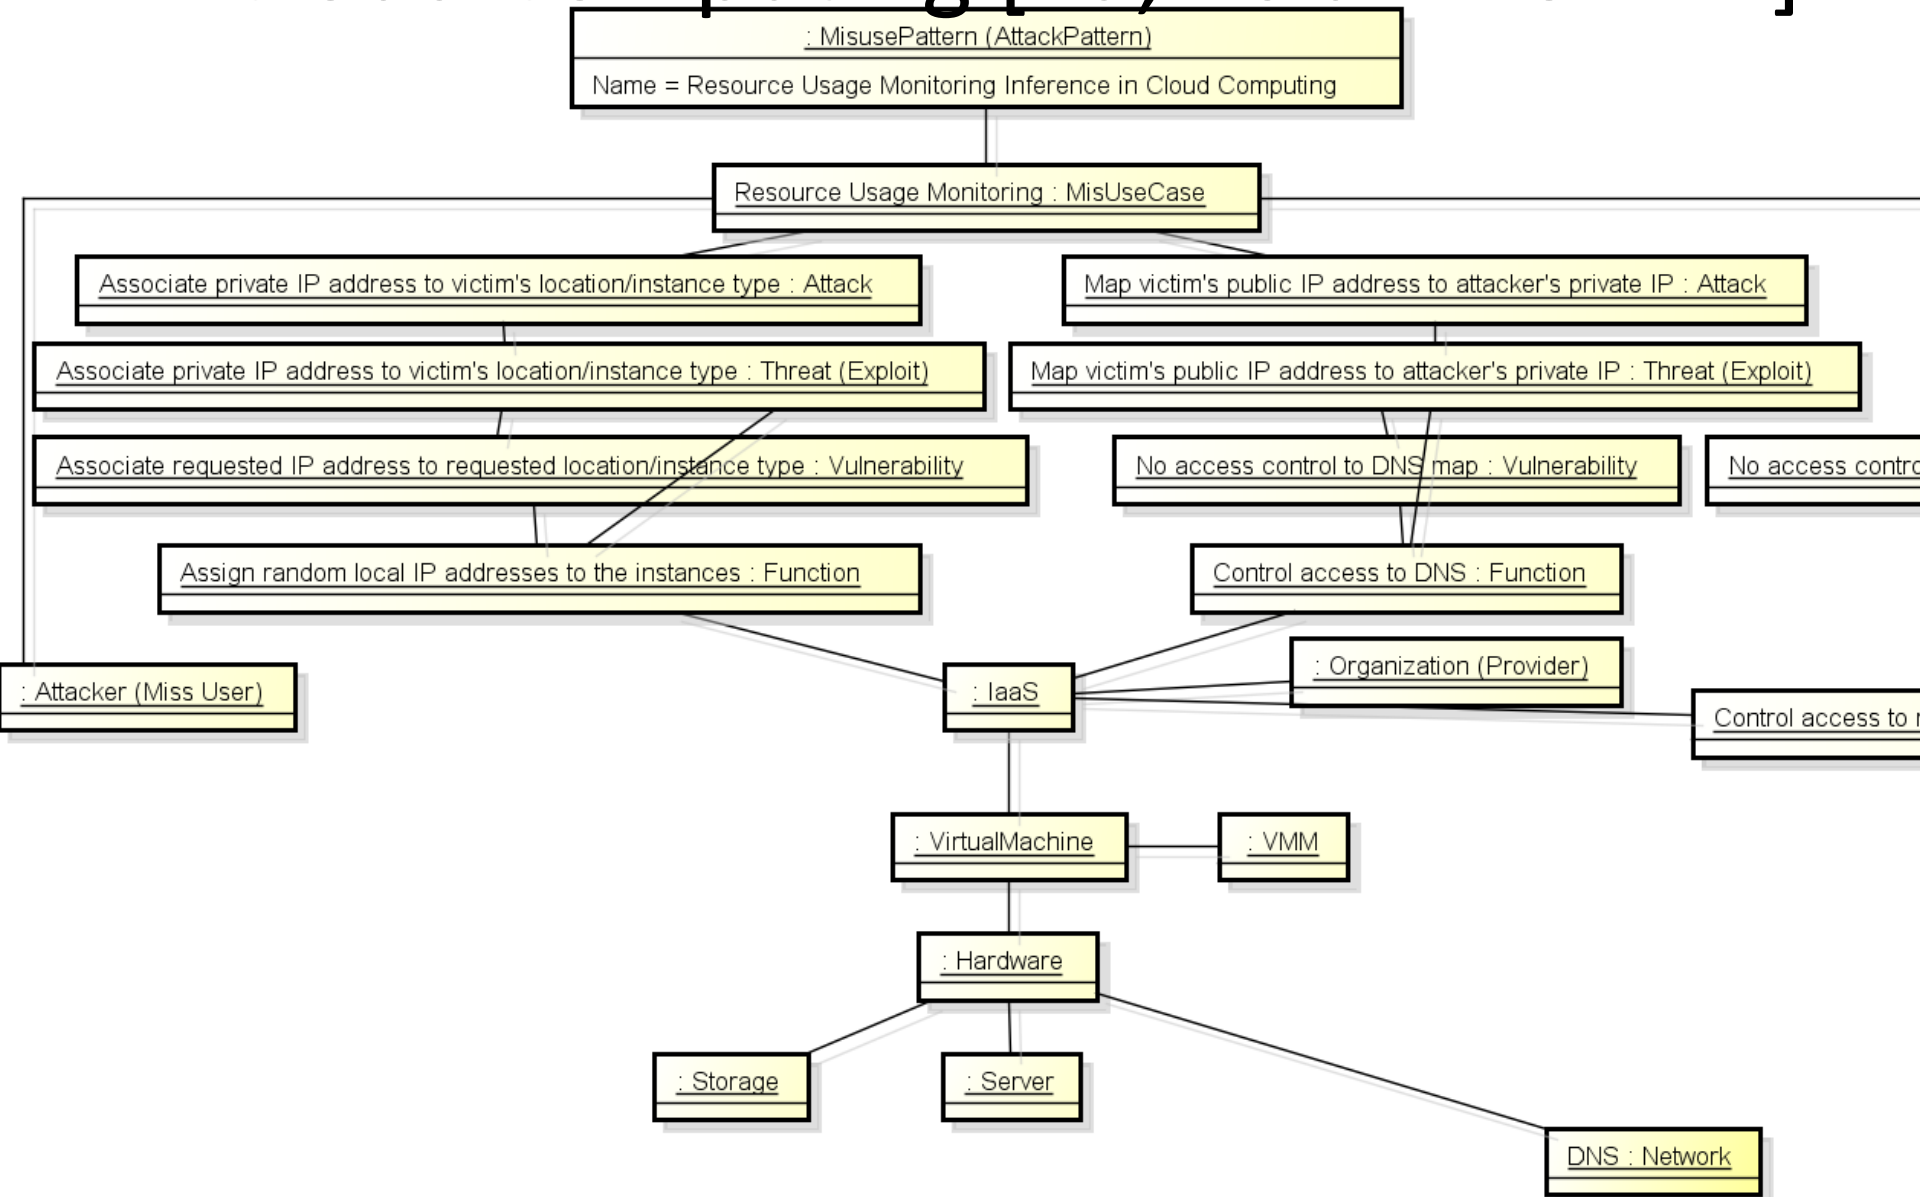 : MisusePattern (AttackPattern)
Name = Resource Usage Monitoring Inference in Cloud Computing
Resource Usage Monitoring : MisUseCase
Associate private IP address to victim's location/instance type : Attack
Map victim's public IP address to attacker's private IP : Attack
Associate private IP address to victim's location/instance type : Threat (Exploit)
Map victim's public IP address to attacker's private IP : Threat (Exploit)
Associate requested IP address to requested location/instance type : Vulnerability
No access control to DNS map : Vulnerability
No access
Assign random local IP addresses to the instances : Function
Control access to DNS : Function
: Organization (Provider)
: Attacker (Miss User)
: IaaS
Control access to
: VirtualMachine
: VMM
: Hardware
: Storage
: Server
DNS : Network